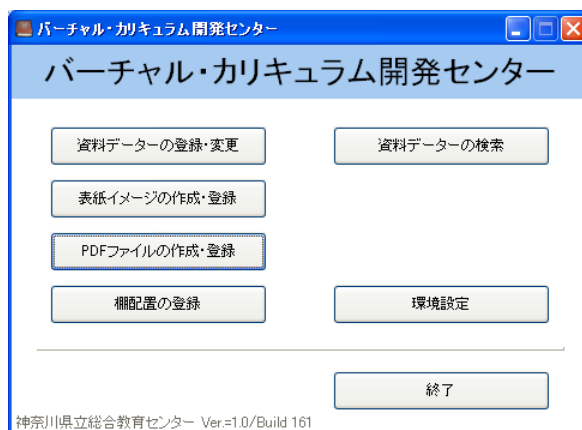 バーチャル・カリキュラム開発センター
バーチャル・カリキュラム開発センター
資料データーの登録・変更
資料データーの検索
表紙イメージの作成・登録
PDFファイルの作成・登録
棚配置の登録
環境設定
終了
神奈川県立総合教育センター Ver.=1.0/Build 161